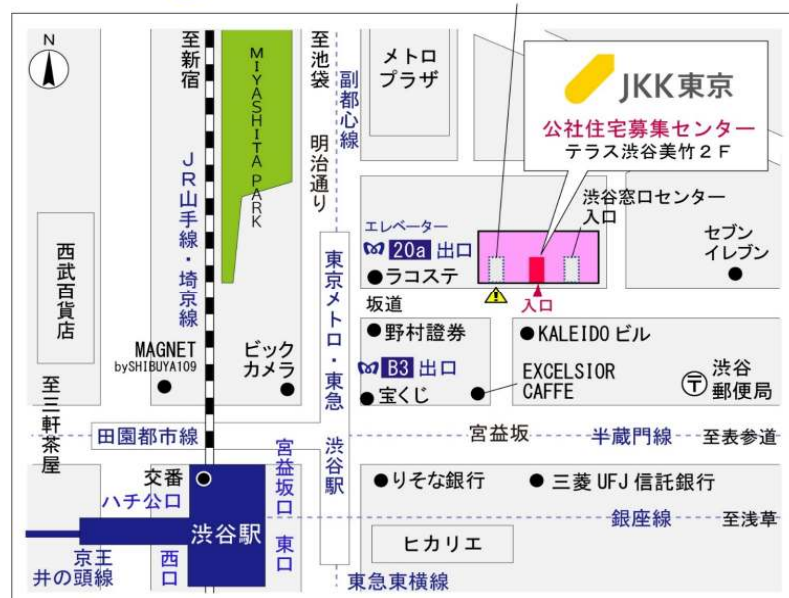 N
至新宿
MIYASHITA PARK
至池袋
副都心線
明治通り
メトロ
プラザ
JKK東京
公社住宅募集センター
テラス渋谷美竹2F
JR山手線・埼京線
西武百貨店
エレベーター
20a 出口
ラコステ
渋谷窓口センター
入口
セブン
イレブン
入口
東京メトロ・東急 渋谷駅
坂道
野村證券
KALEIDOビル
MAGNET
bySHIBUYA109
ビック
カメラ
B3 出口
宝くじ
EXCELSIOR
CAFFE
〒
渋谷
郵便局
至三軒茶屋
田園都市線
宮益坂
半蔵門線
至表参道
交番
ハチ公口
宮益坂口
りそな銀行
三菱UFJ信託銀行
渋谷駅
銀座線
至浅草
京王
井の頭線
西口
東口
ヒカリエ
東急東横線